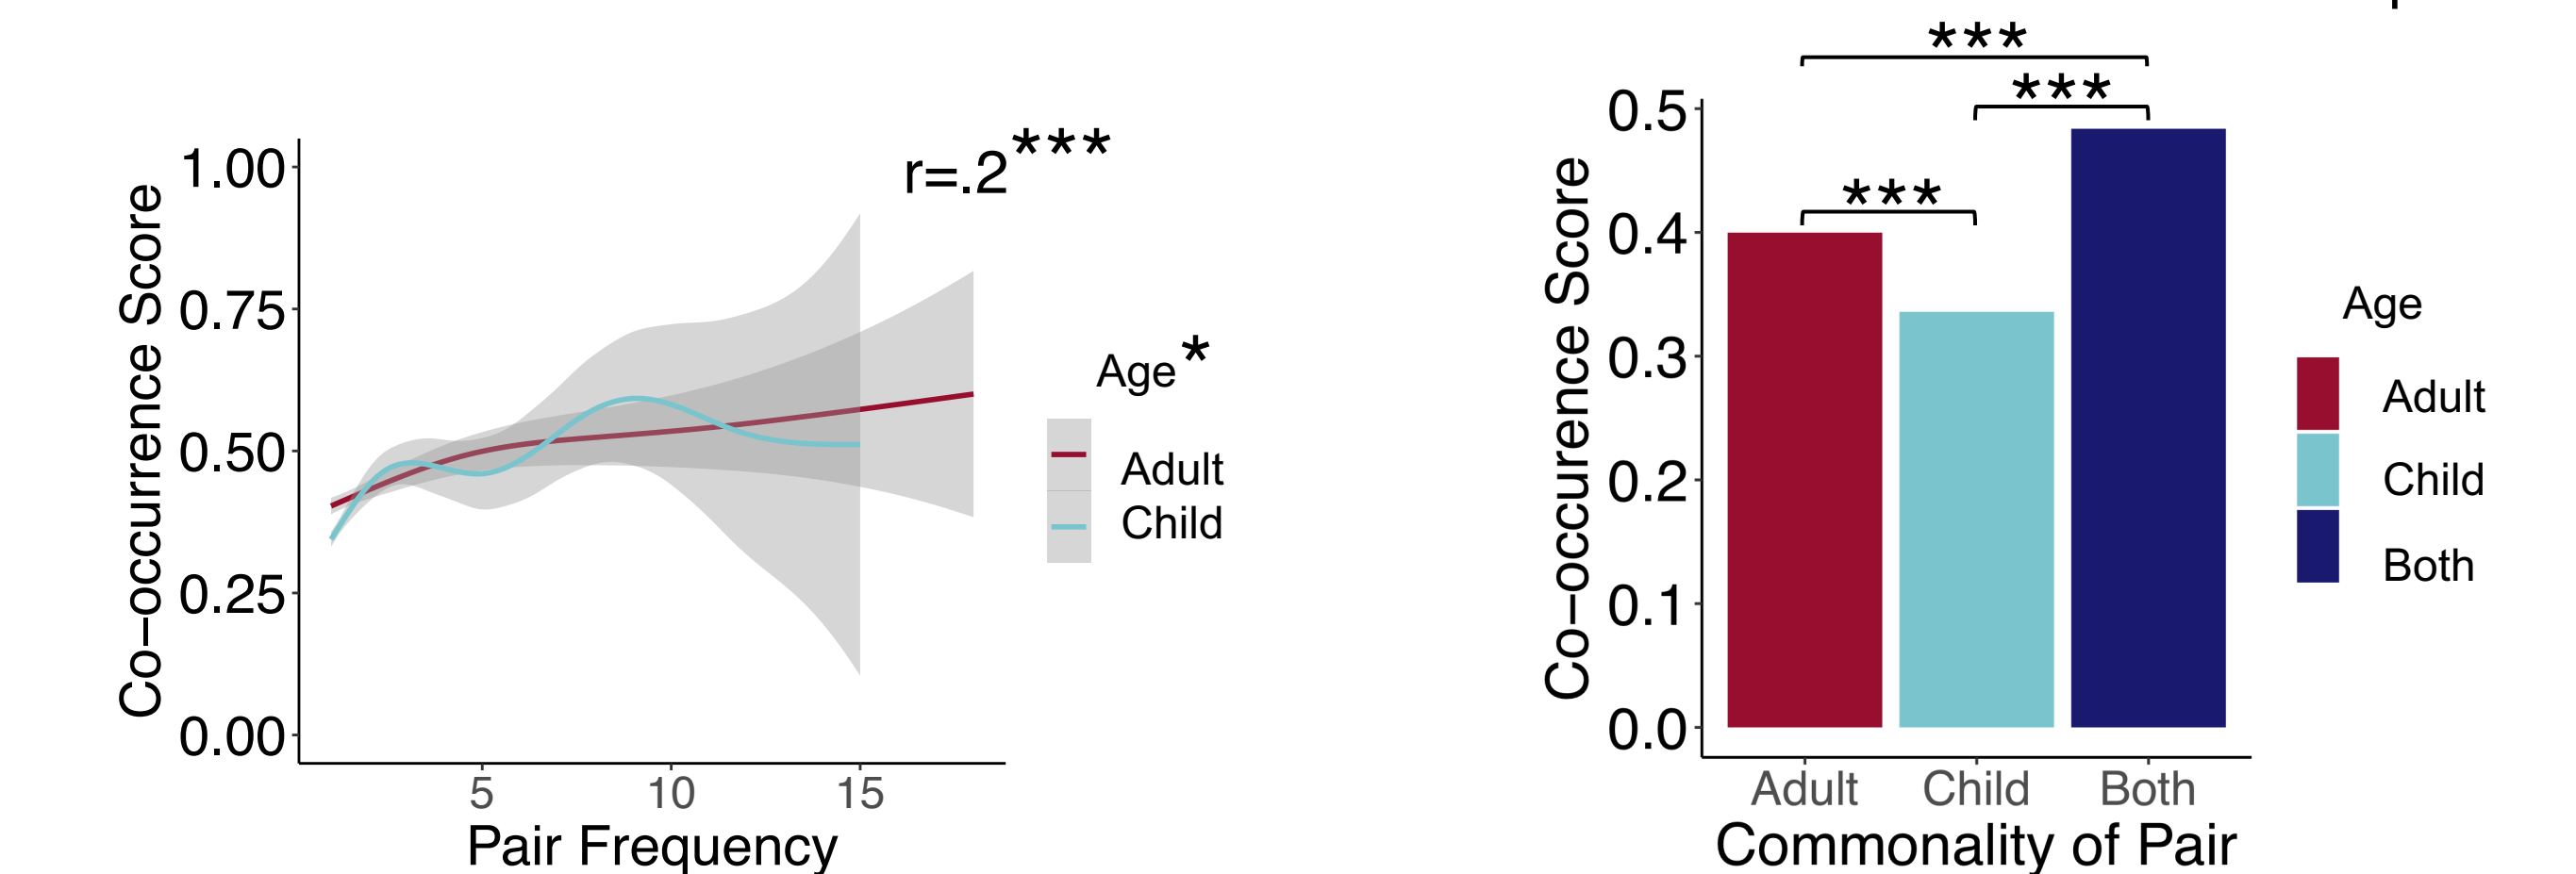 r=.2***
1.00
0.75
0.50
0.25
0.00
Co-occurrence Score
5 10 15
Pair Frequency
Age*
Adult
Child
***
***
***
0.5
0.4
0.3
0.2
0.1
0.0
Co-occurence Score
Adult Child Both
Commonality of Pair
Age
Adult
Child
Both